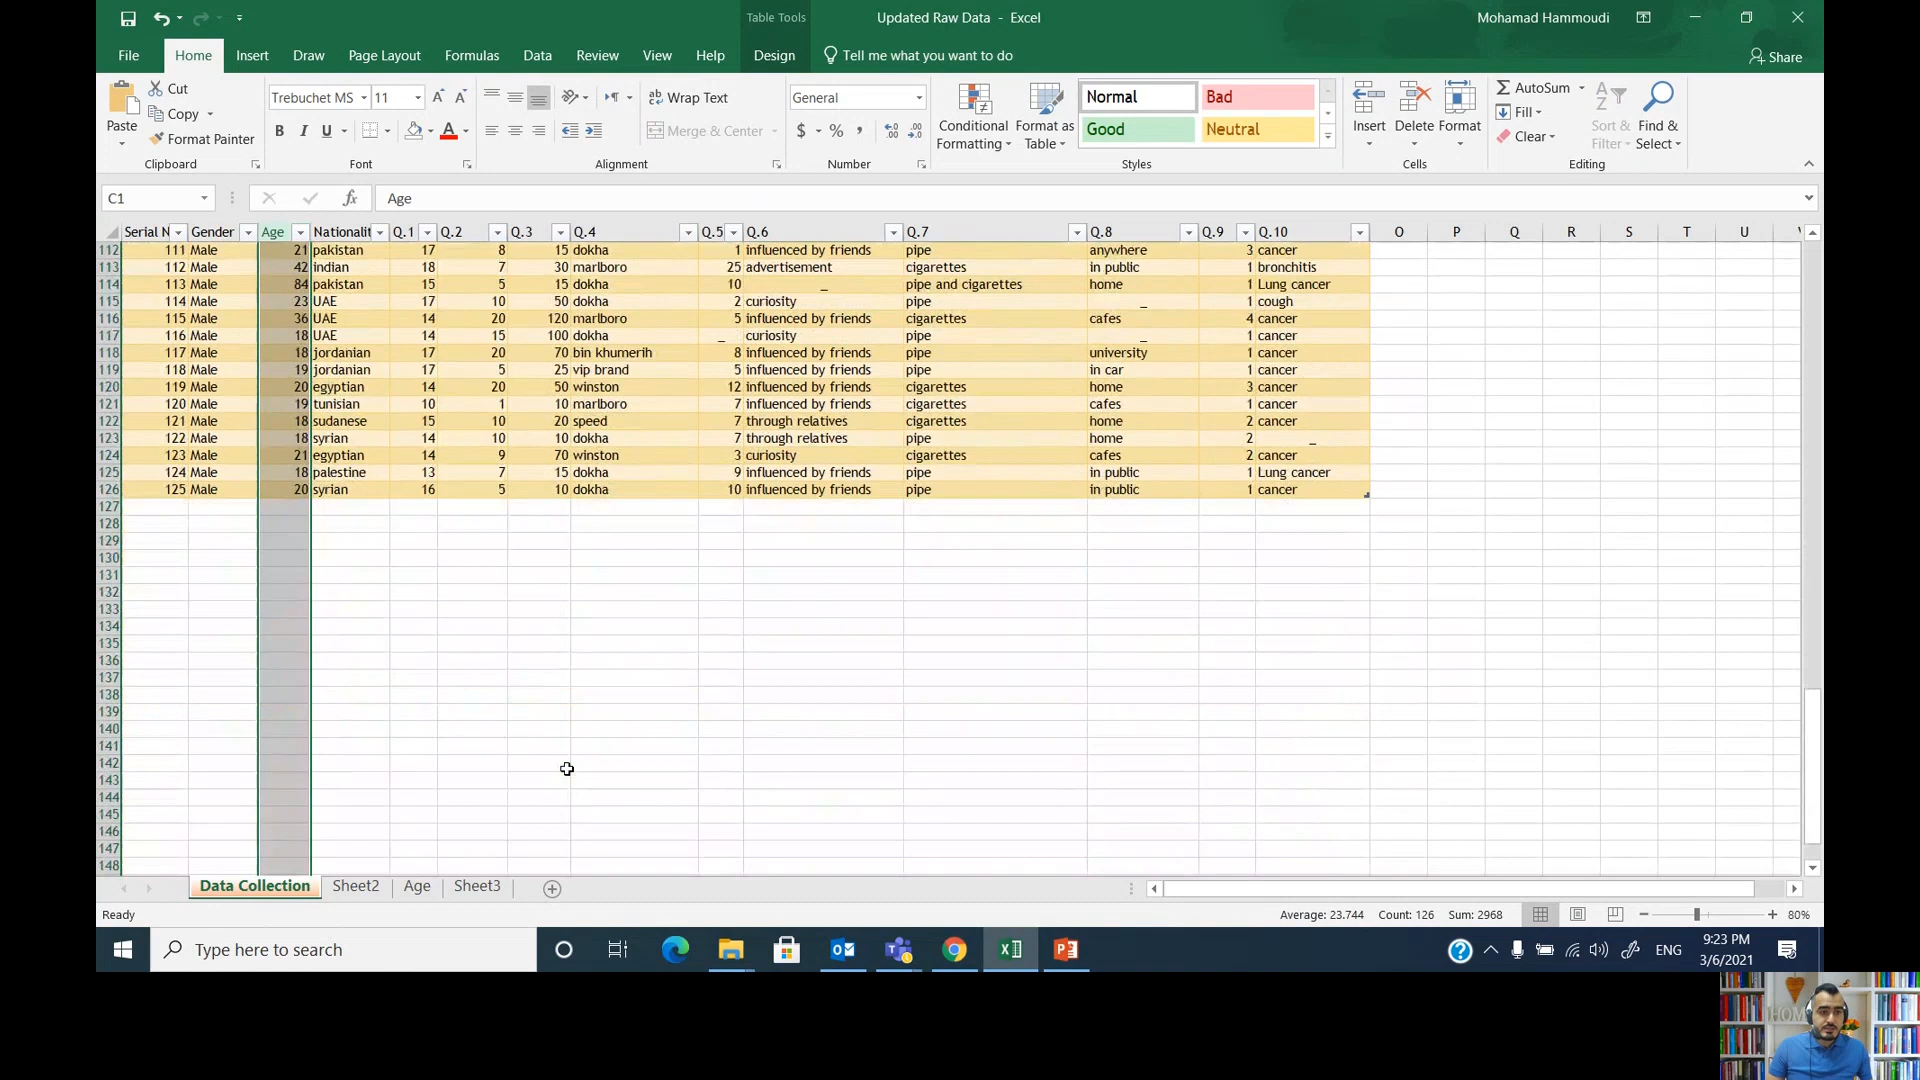 Table Tools
Updated Raw Data - Excel
Mohamad Hammoudi
File Home Insert Draw Page Layout Formulas Data Review View Help Design Tell me what you want to do Share
Paste
Cut
Copy
Format Painter
Clipboard
Trebuchet MS 11
B I U
Font
Wrap Text
Merge & Center
Alignment
General
$ % ,
Number
Conditional Formatting
Format as Table
Normal Bad
Good Neutral
Styles
Insert Delete Format
Cells
AutoSum
Fill
Clear
Sort & Filter
Find & Select
Editing
C1 fx Age
Serial N Gender Age Nationalit Q.1 Q.2 Q.3 Q.4 Q.5 Q.6 Q.7 Q.8 Q.9 Q.10 O P Q R S T U
112 111 Male 21 pakistan 17 8 15 dokha 1 influenced by friends pipe anywhere 3 cancer
113 112 Male 42 indian 18 7 30 marlboro 25 advertisement cigarettes in public 1 bronchitis
114 113 Male 84 pakistan 15 5 15 dokha 10 _ pipe and cigarettes home 1 Lung cancer
115 114 Male 23 UAE 17 10 50 dokha 2 curiosity pipe _ 1 cough
116 115 Male 36 UAE 14 20 120 marlboro 5 influenced by friends cigarettes cafes 4 cancer
117 116 Male 18 UAE 14 15 100 dokha _ curiosity pipe _ 1 cancer
118 117 Male 18 jordanian 17 20 70 bin khumerih 8 influenced by friends pipe university 1 cancer
119 118 Male 19 jordanian 17 5 25 vip brand 5 influenced by friends pipe in car 1 cancer
120 119 Male 20 egyptian 14 20 50 winston 12 influenced by friends cigarettes home 3 cancer
121 120 Male 19 tunisian 10 1 10 marlboro 7 influenced by friends cigarettes cafes 1 cancer
122 121 Male 18 sudanese 15 10 20 speed 7 through relatives cigarettes home 2 cancer
123 122 Male 18 syrian 14 10 10 dokha 7 through relatives pipe home 2 _
124 123 Male 21 egyptian 14 9 70 winston 3 curiosity cigarettes cafes 2 cancer
125 124 Male 18 palestine 13 7 15 dokha 9 influenced by friends pipe in public 1 Lung cancer
126 125 Male 20 syrian 16 5 10 dokha 10 influenced by friends pipe in public 1 cancer
127
128
129
130
131
132
133
134
135
136
137
138
139
140
141
142
143
144
145
146
147
148
Data Collection Sheet2 Age Sheet3
Ready Average: 23.744 Count: 126 Sum: 2968 80%
Type here to search
ENG
9:23 PM
3/6/2021
HOM